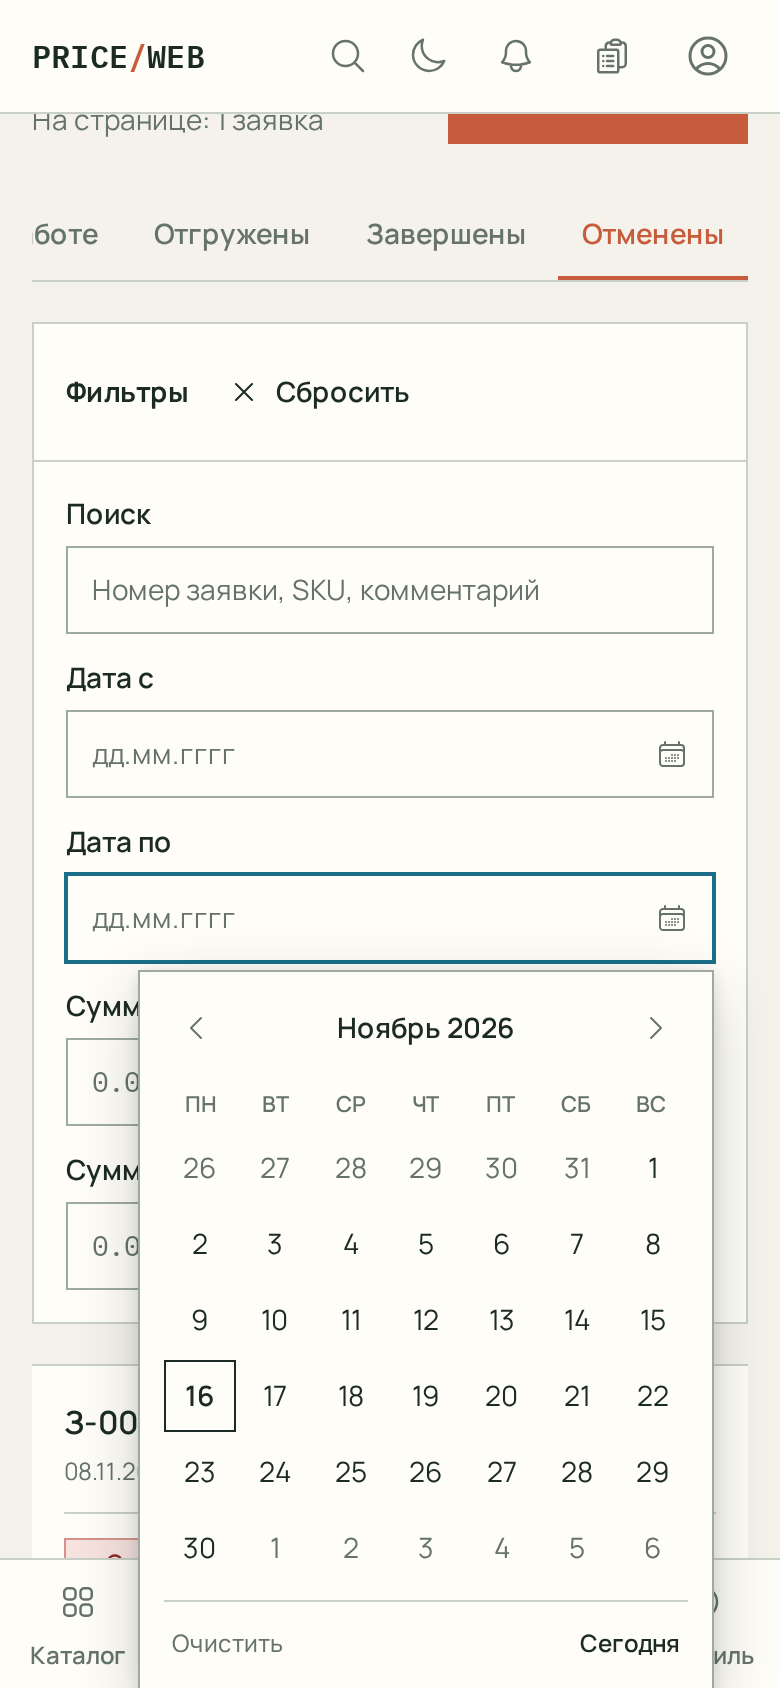 PRICE/WEB
На странице: 1 заявка
боте Отгружены Завершены Отменены
Фильтры Сбросить
Поиск
Номер заявки, SKU, комментарий
Дата с
дд.мм.гггг
Дата по
дд.мм.гггг
Сумм
0.0
Сумм
0.0
Ноябрь 2026
ПН ВТ СР ЧТ ПТ СБ ВС
26 27 28 29 30 31 1
2 3 4 5 6 7 8
9 10 11 12 13 14 15
16 17 18 19 20 21 22
23 24 25 26 27 28 29
30 1 2 3 4 5 6
Очистить Сегодня
З-00
08.11.2
Каталог
иль